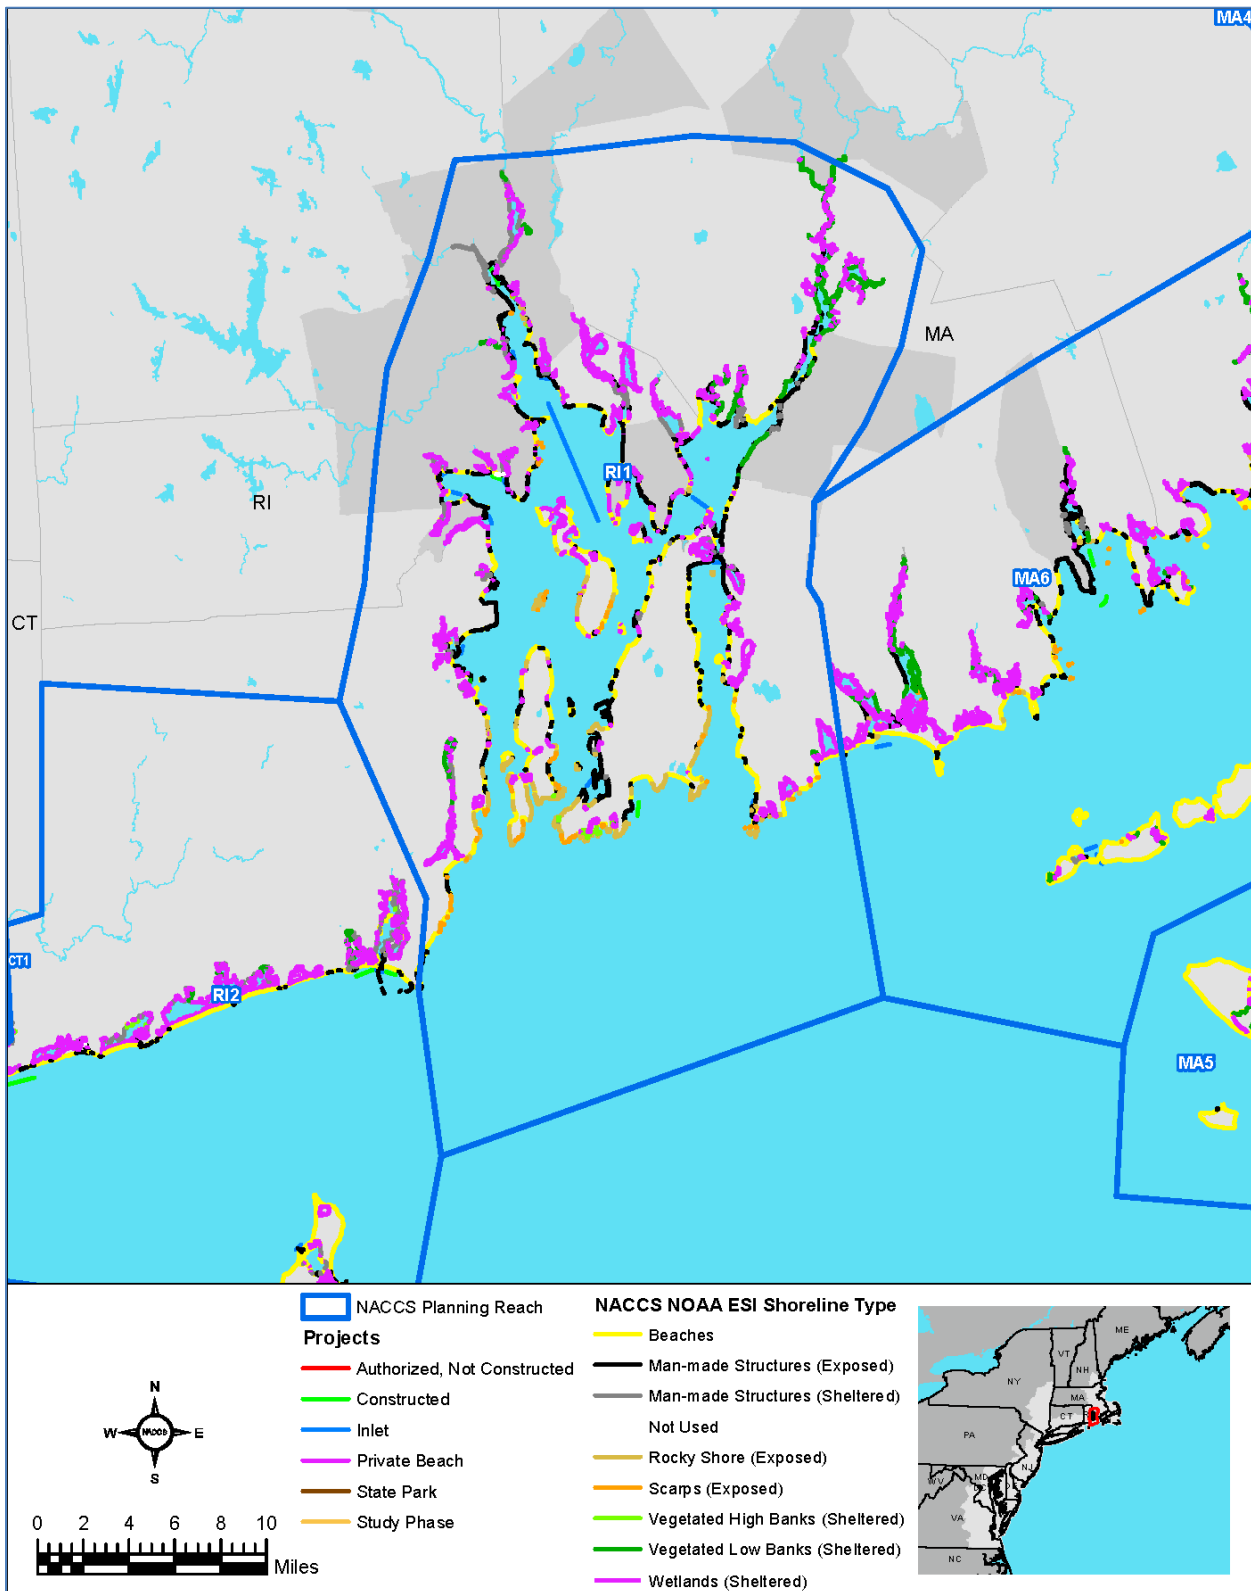 MA4
MA
RI1
RI
MA6
CT
CT1
RI2
MA5
NACCS Planning Reach
Projects
Authorized, Not Constructed
Constructed
Inlet
Private Beach
State Park
Study Phase
NACCS NOAA ESI Shoreline Type
Beaches
Man-made Structures (Exposed)
Man-made Structures (Sheltered)
Not Used
Rocky Shore (Exposed)
Scarps (Exposed)
Vegetated High Banks (Sheltered)
Vegetated Low Banks (Sheltered)
Wetlands (Sheltered)
N
W NACCS E
S
0 2 4 6 8 10
Miles
ME
VT
NH
NY
MA
CT
PA
NJ
MD
WV
VA
NC